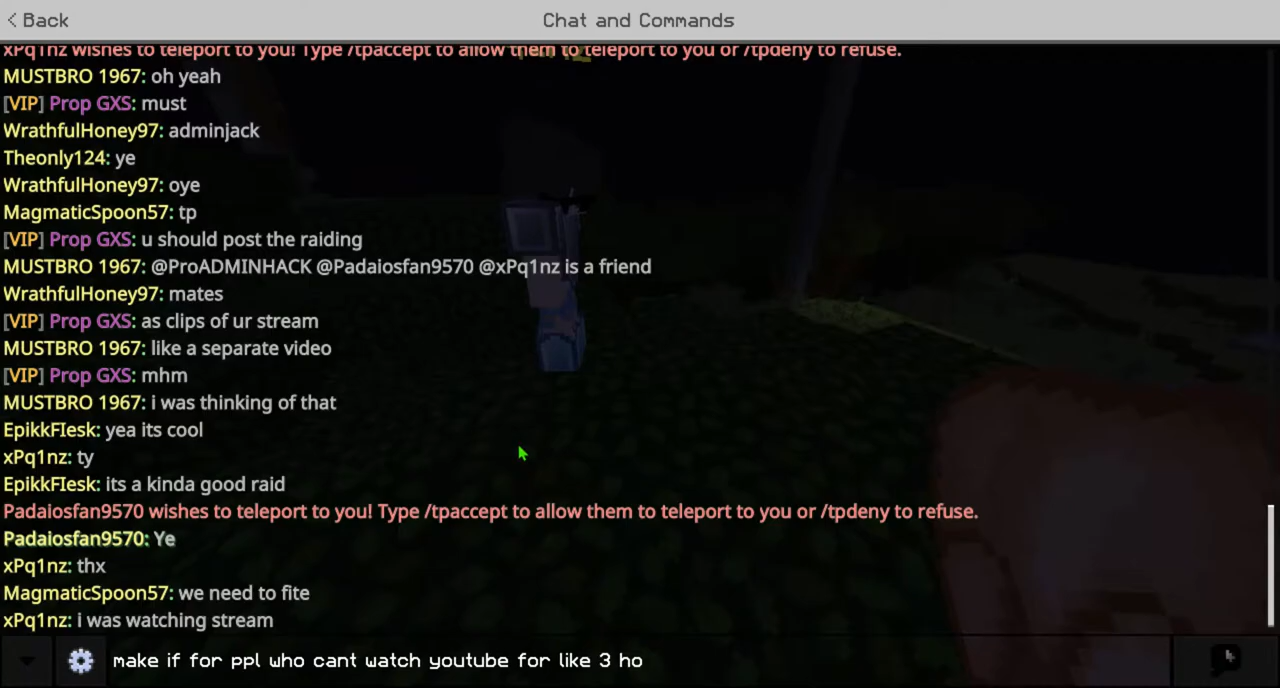 < Back
Chat and Commands
xPq1nz wishes to teleport to you! Type /tpaccept to allow them to teleport to you or /tpdeny to refuse.
MUSTBRO 1967: oh yeah
[VIP] Prop GXS: must
WrathfulHoney97: adminjack
Theonly124: ye
WrathfulHoney97: oye
MagmaticSpoon57: tp
[VIP] Prop GXS: u should post the raiding
MUSTBRO 1967: @ProADMINHACK @Padaiosfan9570 @xPq1nz is a friend
WrathfulHoney97: mates
[VIP] Prop GXS: as clips of ur stream
MUSTBRO 1967: like a separate video
[VIP] Prop GXS: mhm
MUSTBRO 1967: i was thinking of that
EpikkFIesk: yea its cool
xPq1nz: ty
EpikkFIesk: its a kinda good raid
Padaiosfan9570 wishes to teleport to you! Type /tpaccept to allow them to teleport to you or /tpdeny to refuse.
Padaiosfan9570: Ye
xPq1nz: thx
MagmaticSpoon57: we need to fite
xPq1nz: i was watching stream
make if for ppl who cant watch youtube for like 3 ho